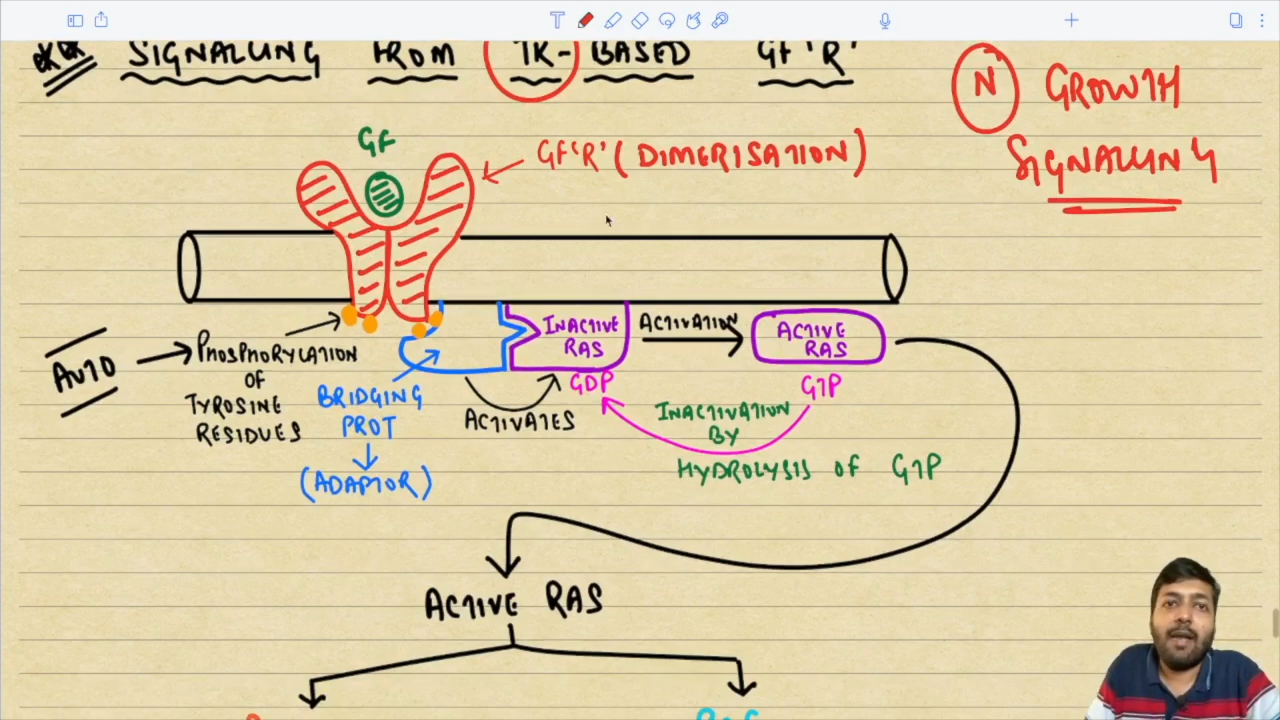 SIGNALLING FROM TK- BASED GF'R'
N GROWTH
SIGNALLING
GF
GF'R' (DIMERISATION)
INACTIVE
RAS
ACTIVATION
ACTIVE
RAS
AUTO
PHOSPHORYLATION
OF
TYROSINE
RESIDUES
BRIDGING
PROT
(ADAPTOR)
ACTIVATES
GDP
GTP
INACTIVATION
BY
HYDROLYSIS OF GTP
ACTIVE RAS